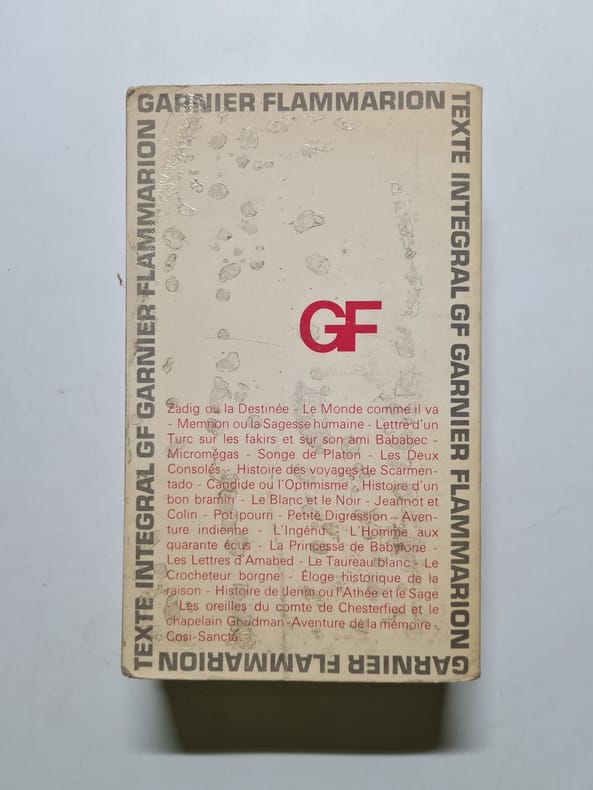 GARNIER FLAMMARION
TEXTE INTEGRAL GF GARNIER FLAMMARION
TEXTE INTEGRAL GF GARNIER FLAMMARION
GF
Zadig ou la Destinée - Le Monde comme il va
- Memnon ou la Sagesse humaine - Lettre d'un
Turc sur les fakirs et sur son ami Bababec -
Micromégas - Songe de Platon - Les Deux
Consolés - Histoire des voyages de Scarmen-
tado - Candide ou l'Optimisme - Histoire d'un
bon bramin - Le Blanc et le Noir - Jeannot et
Colin - Pot-pourri - Petite Digression - Aven-
ture indienne - L'Ingénu - L'Homme aux
quarante écus - La Princesse de Babylone -
Les Lettres d'Amabed - Le Taureau blanc - Le
Crocheteur borgne - Éloge historique de la
raison - Histoire de Jenni ou l'Athée et le Sage
- Les oreilles du comte de Chesterfied et le
chapelain Goudman - Aventure de la mémoire -
Cosi-Sancta.
GARNIER FLAMMARION